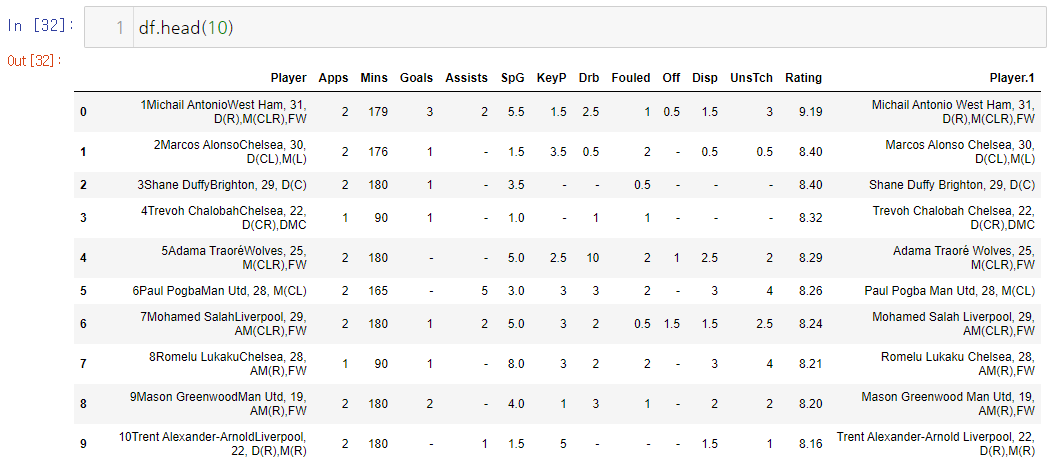 In [32]:
1 df.head(10)
Out[32]:
Player Apps Mins Goals Assists SpG KeyP Drb Fouled Off Disp UnsTch Rating Player.1
0 1Michail AntonioWest Ham, 31, D(R),M(CLR),FW 2 179 3 2 5.5 1.5 2.5 1 0.5 1.5 3 9.19 Michail Antonio West Ham, 31, D(R),M(CLR),FW
1 2Marcos AlonsoChelsea, 30, D(CL),M(L) 2 176 1 - 1.5 3.5 0.5 2 - 0.5 0.5 8.40 Marcos Alonso Chelsea, 30, D(CL),M(L)
2 3Shane DuffyBrighton, 29, D(C) 2 180 1 - 3.5 - - 0.5 - - - 8.40 Shane Duffy Brighton, 29, D(C)
3 4Trevoh ChalobahChelsea, 22, D(CR),DMC 1 90 1 - 1.0 - 1 1 - - - 8.32 Trevoh Chalobah Chelsea, 22, D(CR),DMC
4 5Adama TraoréWolves, 25, M(CLR),FW 2 180 - - 5.0 2.5 10 2 1 2.5 2 8.29 Adama Traoré Wolves, 25, M(CLR),FW
5 6Paul PogbaMan Utd, 28, M(CL) 2 165 - 5 3.0 3 3 2 - 3 4 8.26 Paul Pogba Man Utd, 28, M(CL)
6 7Mohamed SalahLiverpool, 29, AM(CLR),FW 2 180 1 2 5.0 3 2 0.5 1.5 1.5 2.5 8.24 Mohamed Salah Liverpool, 29, AM(CLR),FW
7 8Romelu LukakuChelsea, 28, AM(R),FW 1 90 1 - 8.0 3 2 2 - 3 4 8.21 Romelu Lukaku Chelsea, 28, AM(R),FW
8 9Mason GreenwoodMan Utd, 19, AM(R),FW 2 180 2 - 4.0 1 3 1 - 2 2 8.20 Mason Greenwood Man Utd, 19, AM(R),FW
9 10Trent Alexander-ArnoldLiverpool, 22, D(R),M(R) 2 180 - 1 1.5 5 - - - 1.5 1 8.16 Trent Alexander-Arnold Liverpool, 22, D(R),M(R)